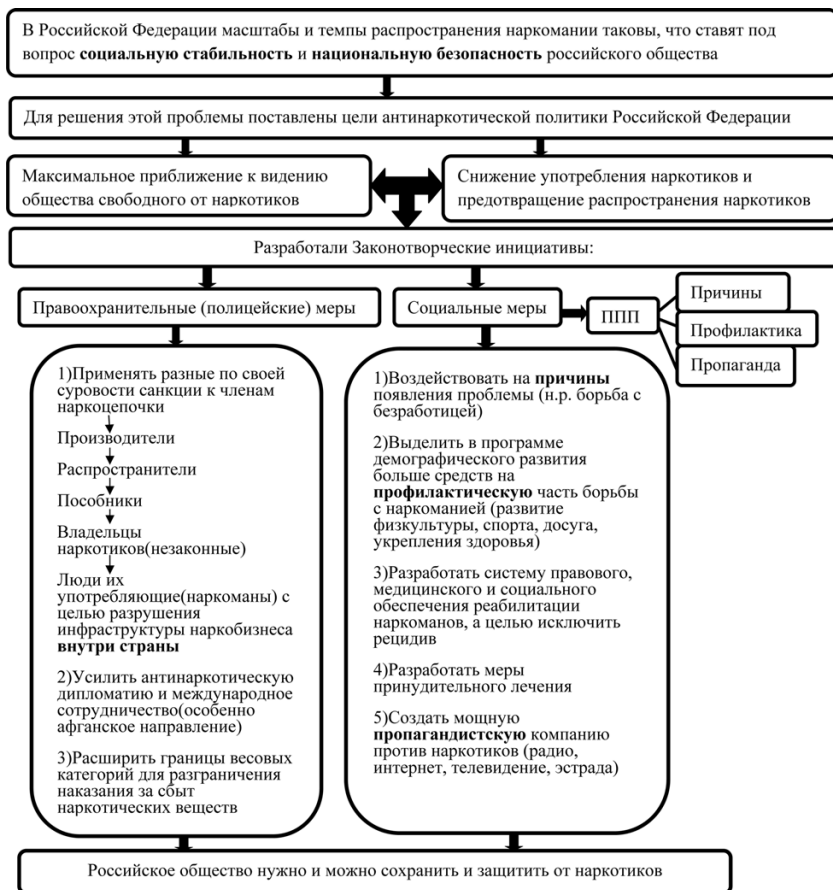 В Российской Федерации масштабы и темпы распространения наркомании таковы, что ставят под
вопрос социальную стабильность и национальную безопасность российского общества
Для решения этой проблемы поставлены цели антинаркотической политики Российской Федерации
Максимальное приближение к видению
общества свободного от наркотиков
Снижение употребления наркотиков и
предотвращение распространения наркотиков
Разработали Законотворческие инициативы:
Правоохранительные (полицейские) меры
Социальные меры
ППП
Причины
Профилактика
Пропаганда
1)Применять разные по своей
суровости санкции к членам
наркоцепочки
Производители
Распространители
Пособники
Владельцы
наркотиков(незаконные)
Люди их
употребляющие(наркоманы) с
целью разрушения
инфраструктуры наркобизнеса
внутри страны
2)Усилить антинаркотическую
дипломатию и международное
сотрудничество(особенно
афганское направление)
3)Расширить границы весовых
категорий для разграничения
наказания за сбыт
наркотических веществ
1)Воздействовать на причины
появления проблемы (н.р. борьба с
безработицей)
2)Выделить в программе
демографического развития
больше средств на
профилактическую часть борьбы
с наркоманией (развитие
физкультуры, спорта, досуга,
укрепления здоровья)
3)Разработать систему правового,
медицинского и социального
обеспечения реабилитации
наркоманов, а целью исключить
рецидив
4)Разработать меры
принудительного лечения
5)Создать мощную
пропагандистскую компанию
против наркотиков (радио,
интернет, телевидение, эстрада)
Российское общество нужно и можно сохранить и защитить от наркотиков